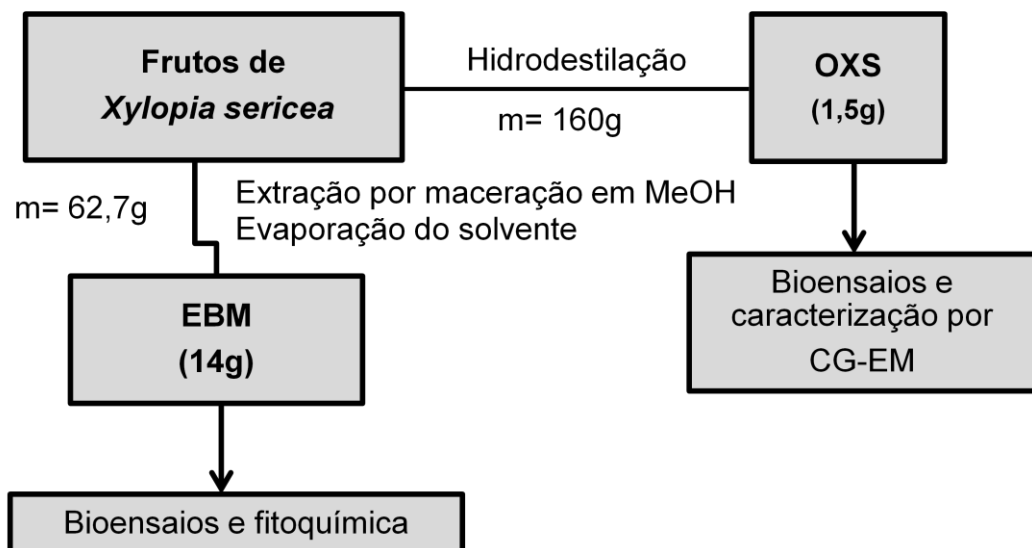 Frutos de
Xylopia sericea
Hidrodestilação
m= 160g
OXS
(1,5g)
m= 62,7g
Extração por maceração em MeOH
Evaporação do solvente
EBM
(14g)
Bioensaios e
caracterização por
CG-EM
Bioensaios e fitoquímica